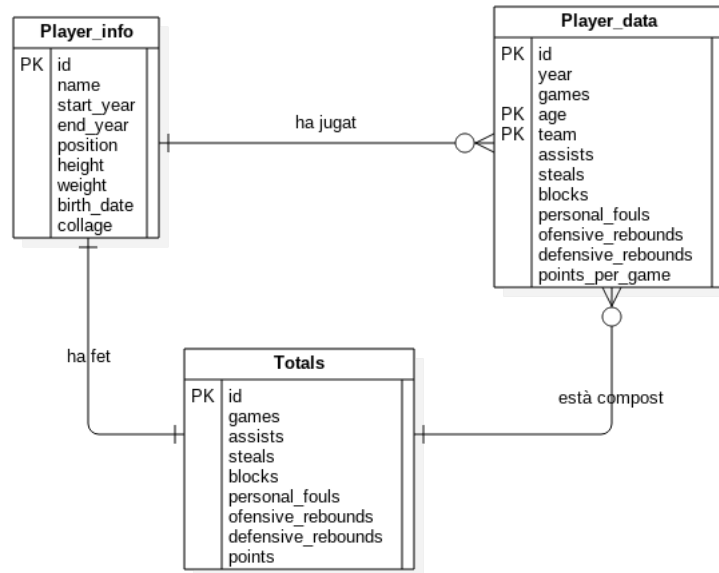 Player_info
PK id
name
start_year
end_year
position
height
weight
birth_date
collage
ha jugat
Player_data
PK id
year
games
PK age
PK team
assists
steals
blocks
personal_fouls
ofensive_rebounds
defensive_rebounds
points_per_game
ha fet
està compost
Totals
PK id
games
assists
steals
blocks
personal_fouls
ofensive_rebounds
defensive_rebounds
points